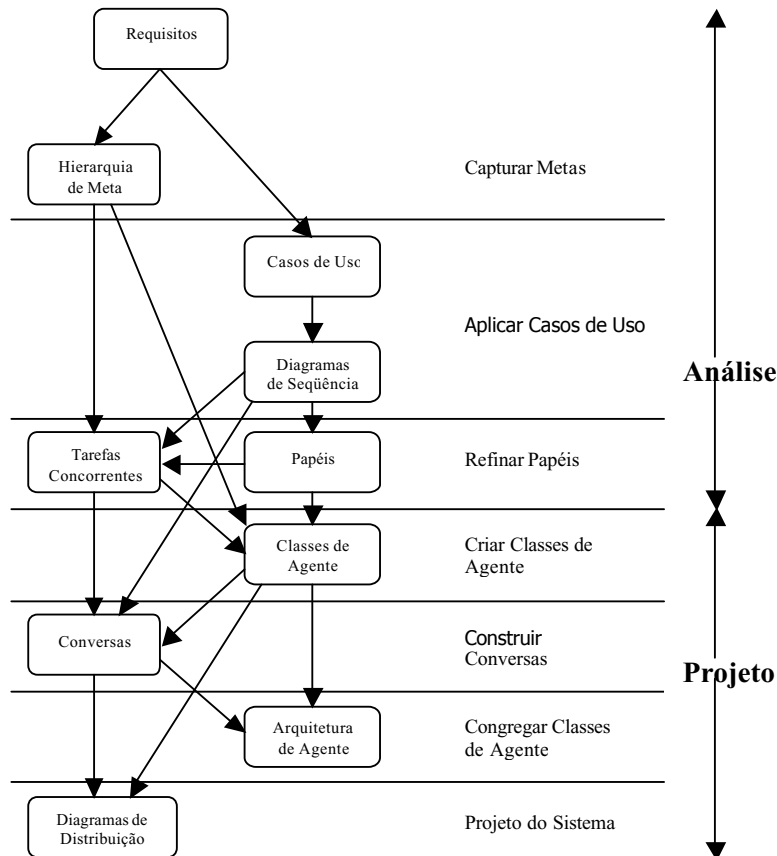 Requisitos
Hierarquia
de Meta
Capturar Metas
Casos de Uso
Aplicar Casos de Uso
Diagramas
de Seqüência
Análise
Tarefas
Concorrentes
Papéis
Refinar Papéis
Classes de
Agente
Criar Classes de
Agente
Conversas
Construir
Conversas
Projeto
Arquitetura
de Agente
Congregar Classes
de Agente
Diagramas de
Distribuição
Projeto do Sistema